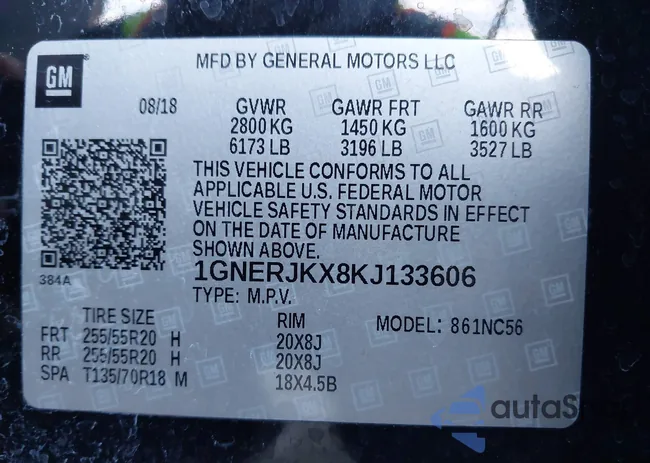 GM
MFD BY GENERAL MOTORS LLC
08/18 GVWR GAWR FRT GAWR RR
2800 KG 1450 KG 1600 KG
6173 LB 3196 LB 3527 LB
THIS VEHICLE CONFORMS TO ALL
APPLICABLE U.S. FEDERAL MOTOR
VEHICLE SAFETY STANDARDS IN EFFECT
ON THE DATE OF MANUFACTURE
SHOWN ABOVE.
384A
1GNERJKX8KJ133606
TYPE: M.P.V.
TIRE SIZE RIM MODEL: 861NC56
FRT 255/55R20 H 20X8J
RR 255/55R20 H 20X8J
SPA T135/70R18 M 18X4.5B